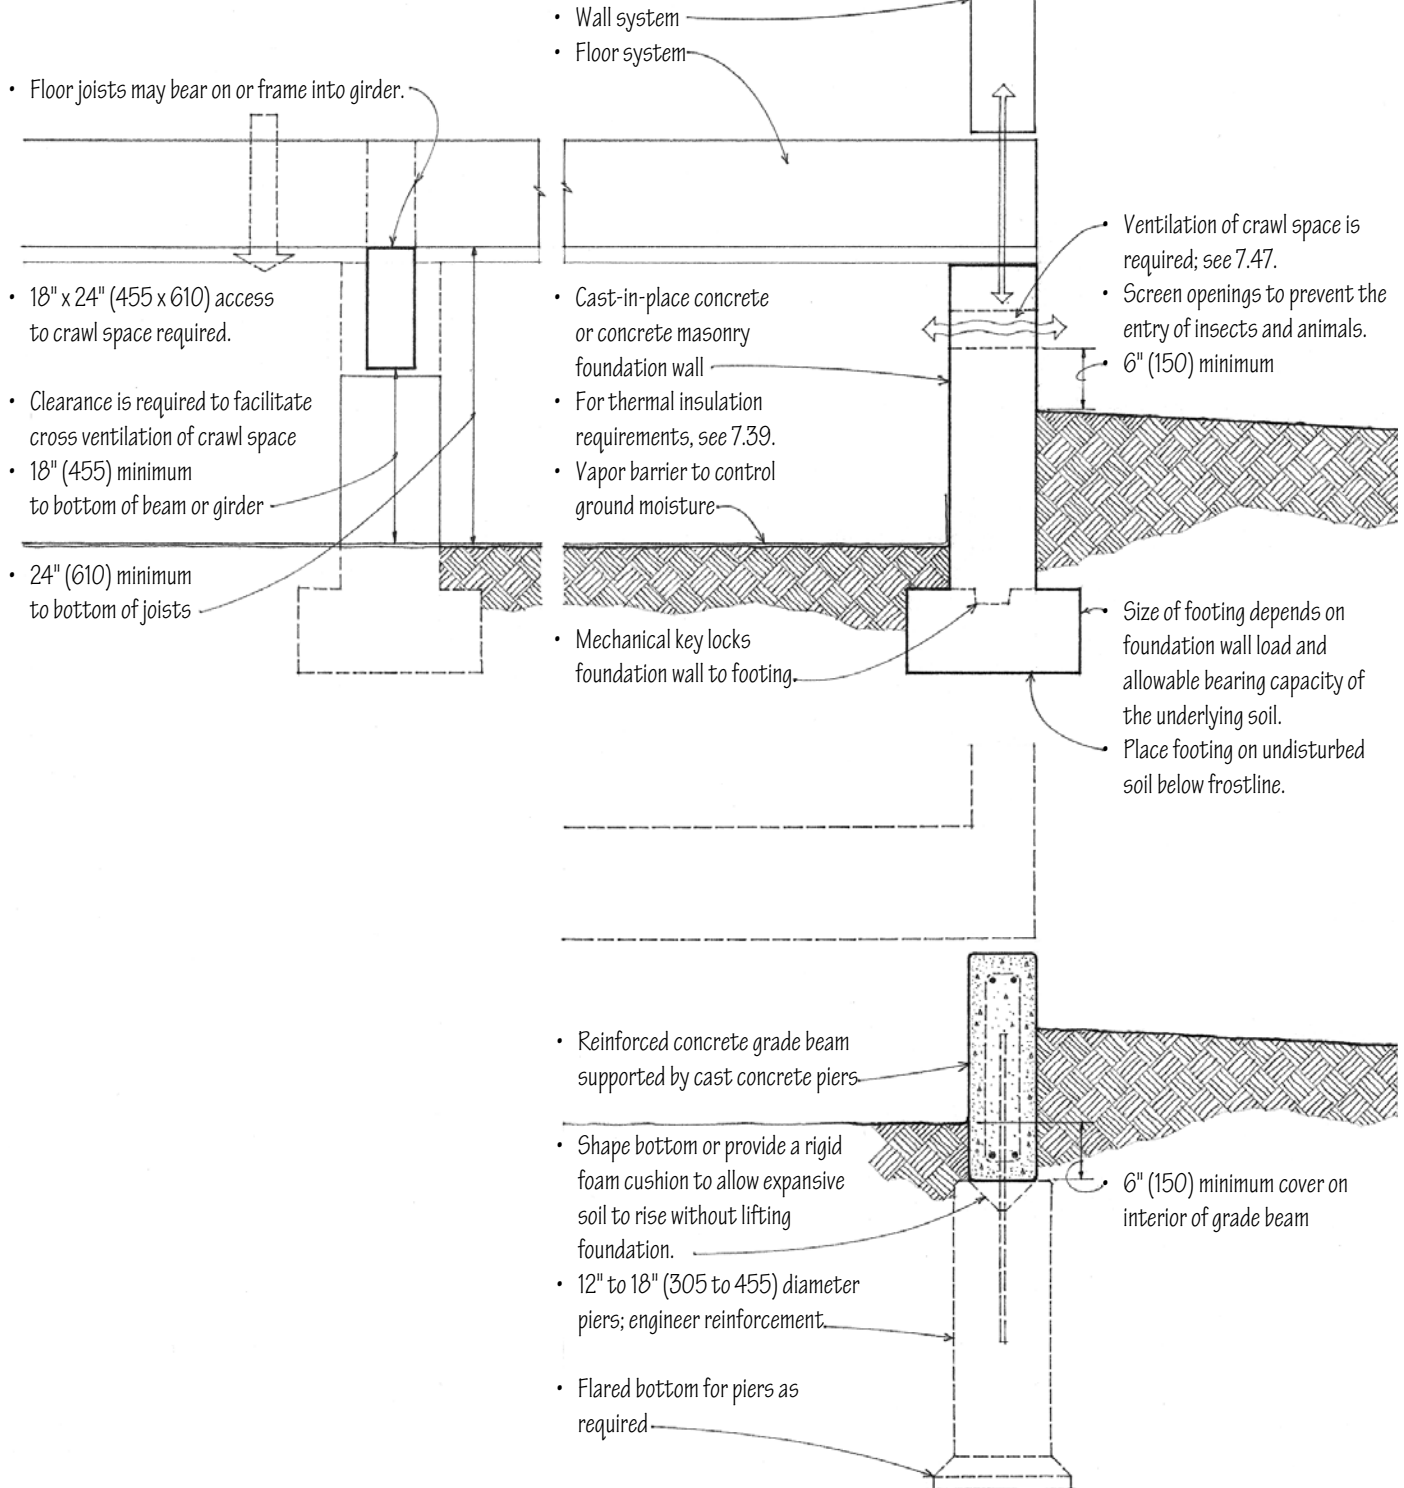 • Wall system
• Floor system
• Floor joists may bear on or frame into girder.
• 18" x 24" (455 x 610) access
to crawl space required.
• Clearance is required to facilitate
cross ventilation of crawl space
• 18" (455) minimum
to bottom of beam or girder
• 24" (610) minimum
to bottom of joists
• Cast-in-place concrete
or concrete masonry
foundation wall
• For thermal insulation
requirements, see 7.39.
• Vapor barrier to control
ground moisture
• Mechanical key locks
foundation wall to footing.
• Ventilation of crawl space is
required; see 7.47.
• Screen openings to prevent the
entry of insects and animals.
• 6" (150) minimum
• Size of footing depends on
foundation wall load and
allowable bearing capacity of
the underlying soil.
• Place footing on undisturbed
soil below frostline.
• Reinforced concrete grade beam
supported by cast concrete piers
• Shape bottom or provide a rigid
foam cushion to allow expansive
soil to rise without lifting
foundation.
• 12" to 18" (305 to 455) diameter
piers; engineer reinforcement
• Flared bottom for piers as
required
• 6" (150) minimum cover on
interior of grade beam